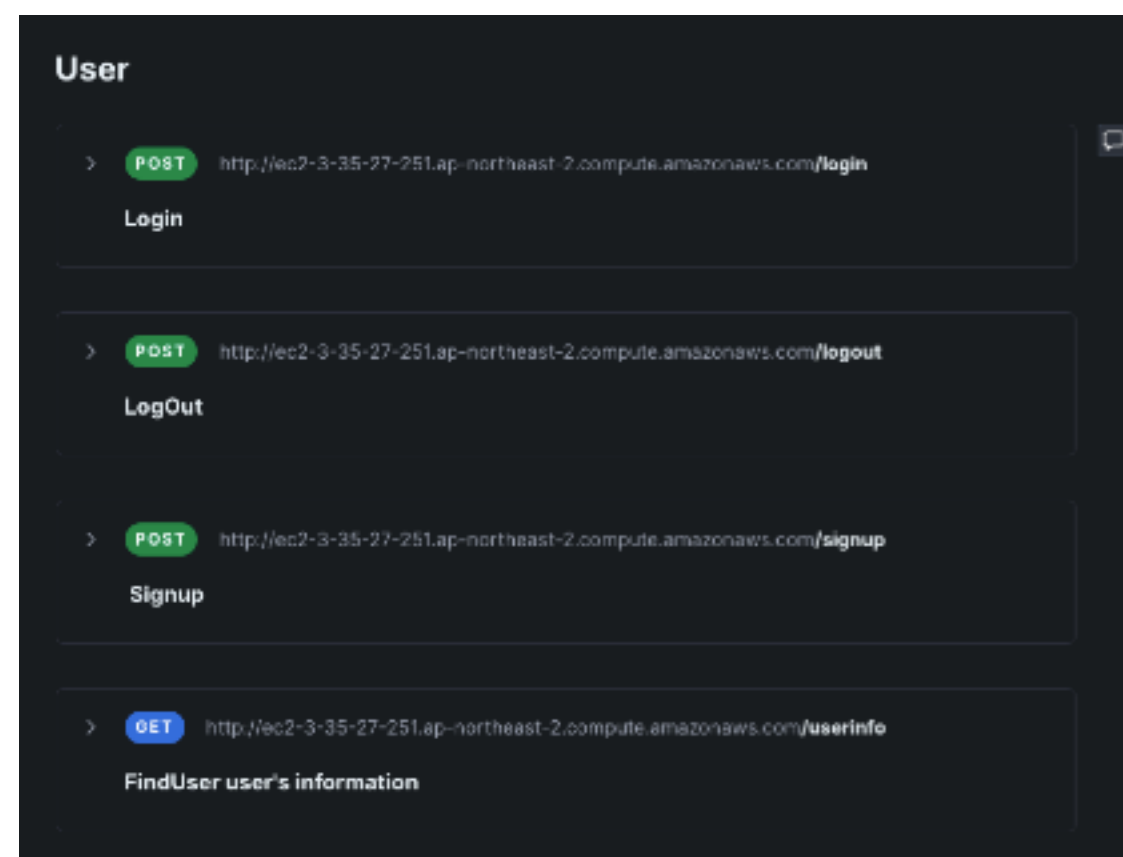 User
POST http://ec2-3-35-27-251.ap-northeast-2.compute.amazonaws.com/login
Login
POST http://ec2-3-35-27-251.ap-northeast-2.compute.amazonaws.com/logout
LogOut
POST http://ec2-3-35-27-251.ap-northeast-2.compute.amazonaws.com/signup
Signup
GET http://ec2-3-35-27-251.ap-northeast-2.compute.amazonaws.com/userinfo
FindUser user's information